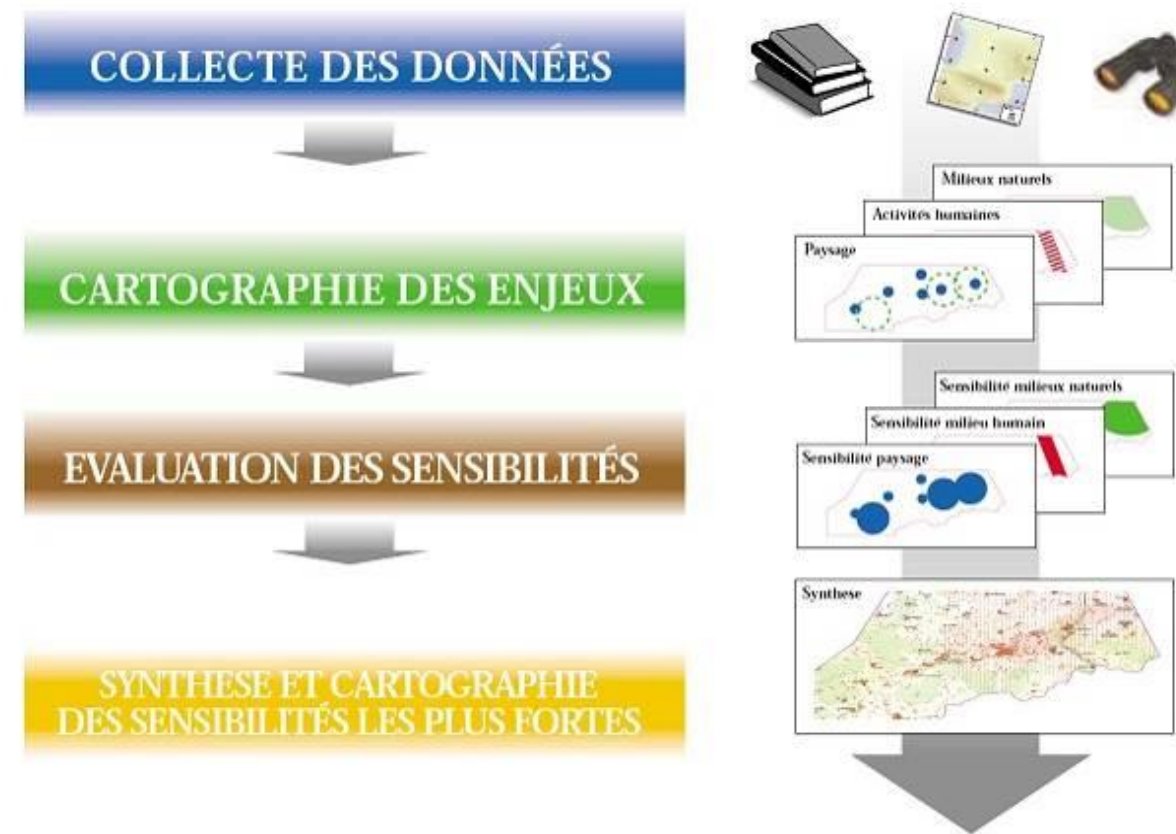 COLLECTE DES DONNÉES
Milieux naturels
Activités humaines
Paysage
CARTOGRAPHIE DES ENJEUX
Sensibilité milieux naturels
Sensibilité milieu humain
Sensibilité paysage
EVALUATION DES SENSIBILITÉS
Synthese
SYNTHESE ET CARTOGRAPHIE
DES SENSIBILITÉS LES PLUS FORTES